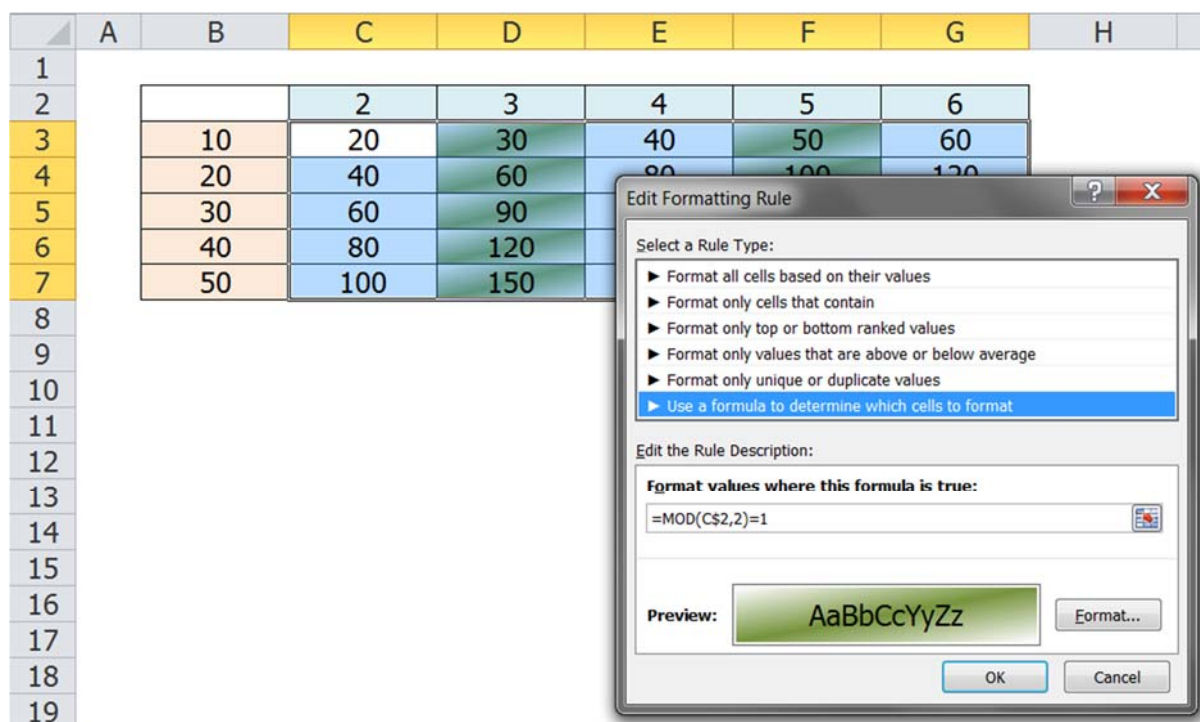 A B C D E F G H
1
2 2 3 4 5 6
3 10 20 30 40 50 60
4 20 40 60 80 100 120
5 30 60 90
6 40 80 120
7 50 100 150
8
9
10
11
12
13
14
15
16
17
18
19
Edit Formatting Rule
Select a Rule Type:
► Format all cells based on their values
► Format only cells that contain
► Format only top or bottom ranked values
► Format only values that are above or below average
► Format only unique or duplicate values
► Use a formula to determine which cells to format
Edit the Rule Description:
Format values where this formula is true:
=MOD(C$2,2)=1
Preview: AaBbCcYyZz Format...
OK Cancel